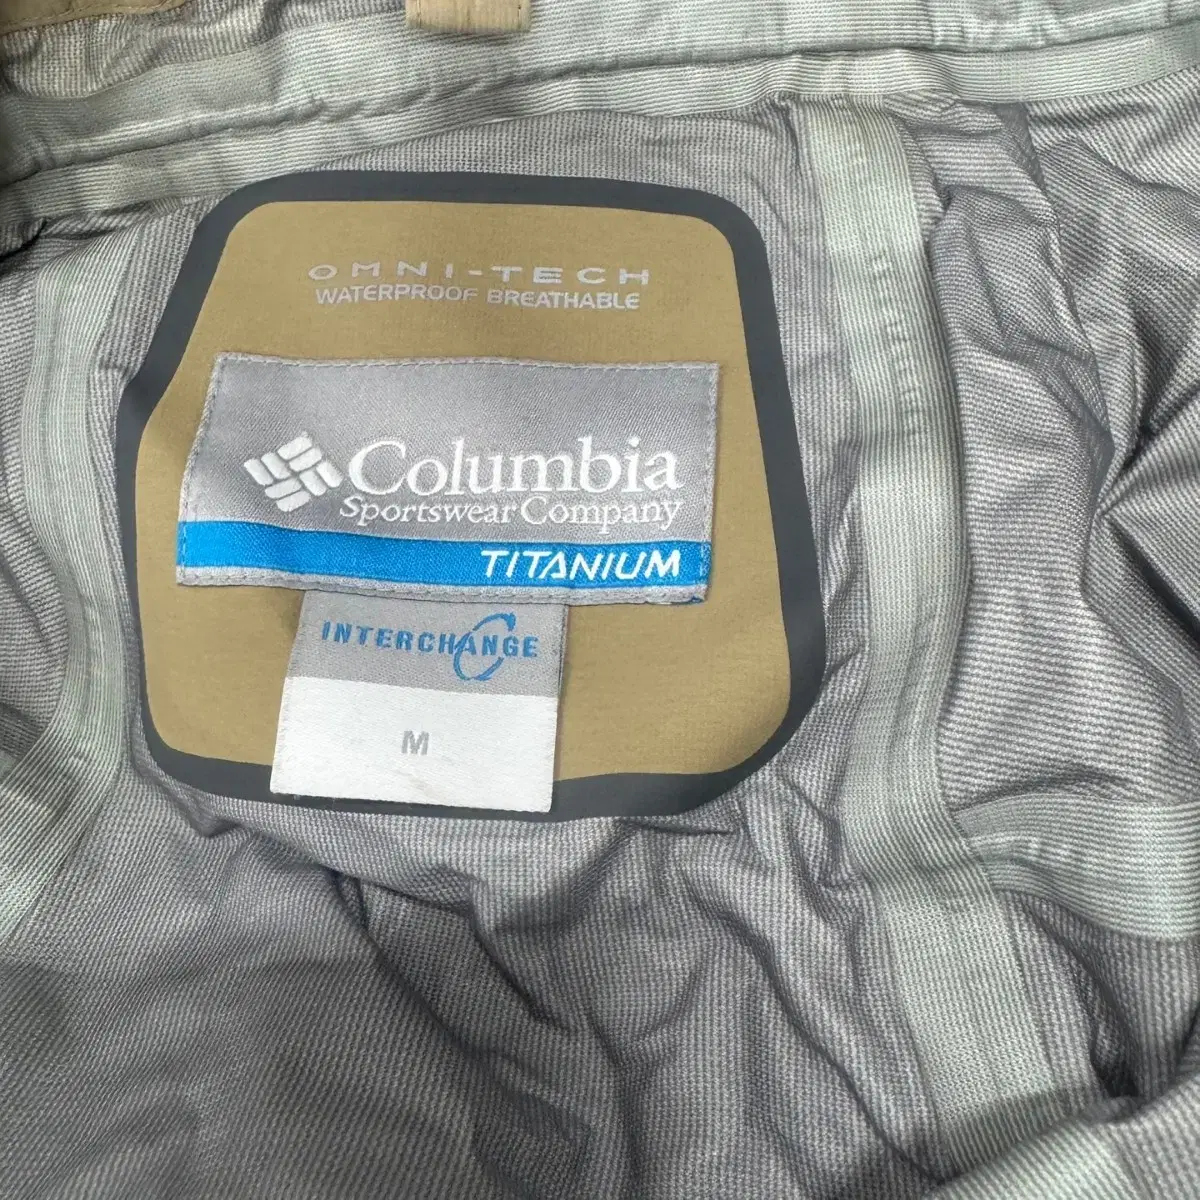 OMNI-TECH
WATERPROOF BREATHABLE
Columbia
Sportswear Company
TITANIUM
INTERCHANGE
M